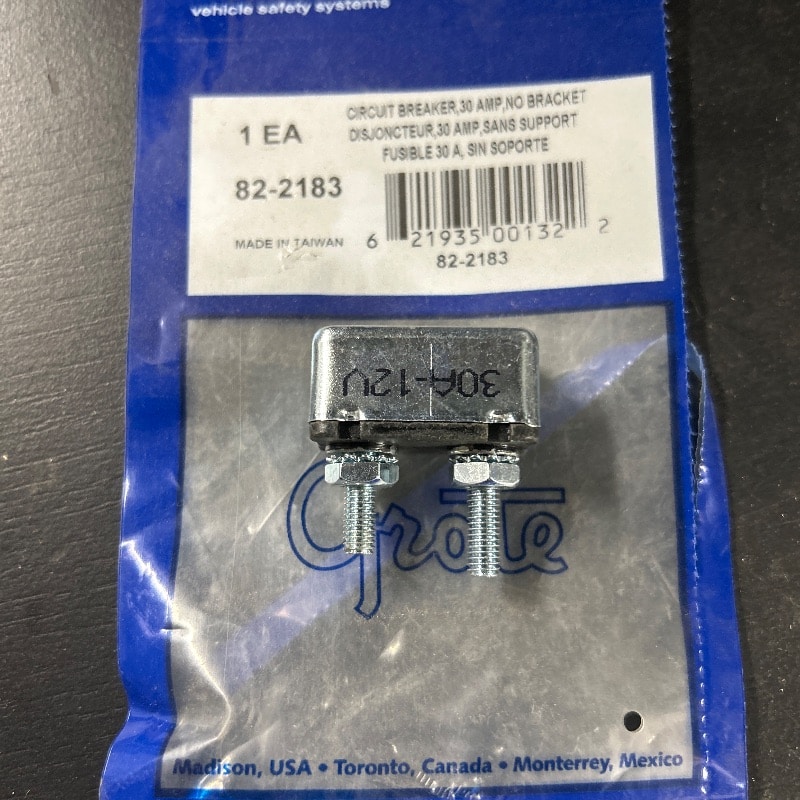 vehicle safety systems
1 EA
CIRCUIT BREAKER,30 AMP,NO BRACKET
DISJONCTEUR,30 AMP,SANS SUPPORT
FUSIBLE 30 A, SIN SOPORTE
82-2183
MADE IN TAIWAN
6 21935 00132 2
82-2183
30A-12V
Grote
Madison, USA • Toronto, Canada • Monterrey, Mexico